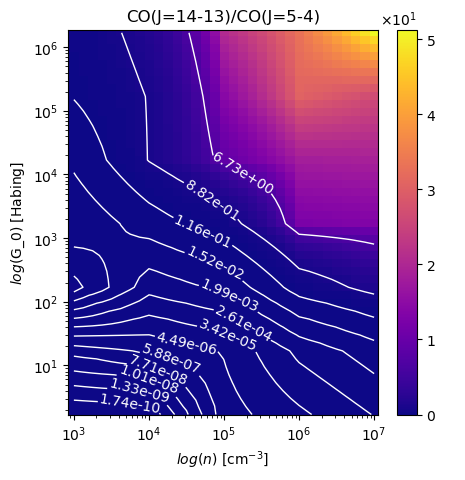 CO(J=14-13)/CO(J=5-4)
×10¹
10⁶
10⁵
10⁴
10³
10²
10¹
log(G_0) [Habing]
6.73e+00
8.82e-01
1.16e-01
1.52e-02
1.99e-03
2.61e-04
3.42e-05
4.49e-06
5.88e-07
7.71e-08
1.01e-08
1.33e-09
1.74e-10
10³ 10⁴ 10⁵ 10⁶ 10⁷
log(n) [cm⁻³]
5
4
3
2
1
0